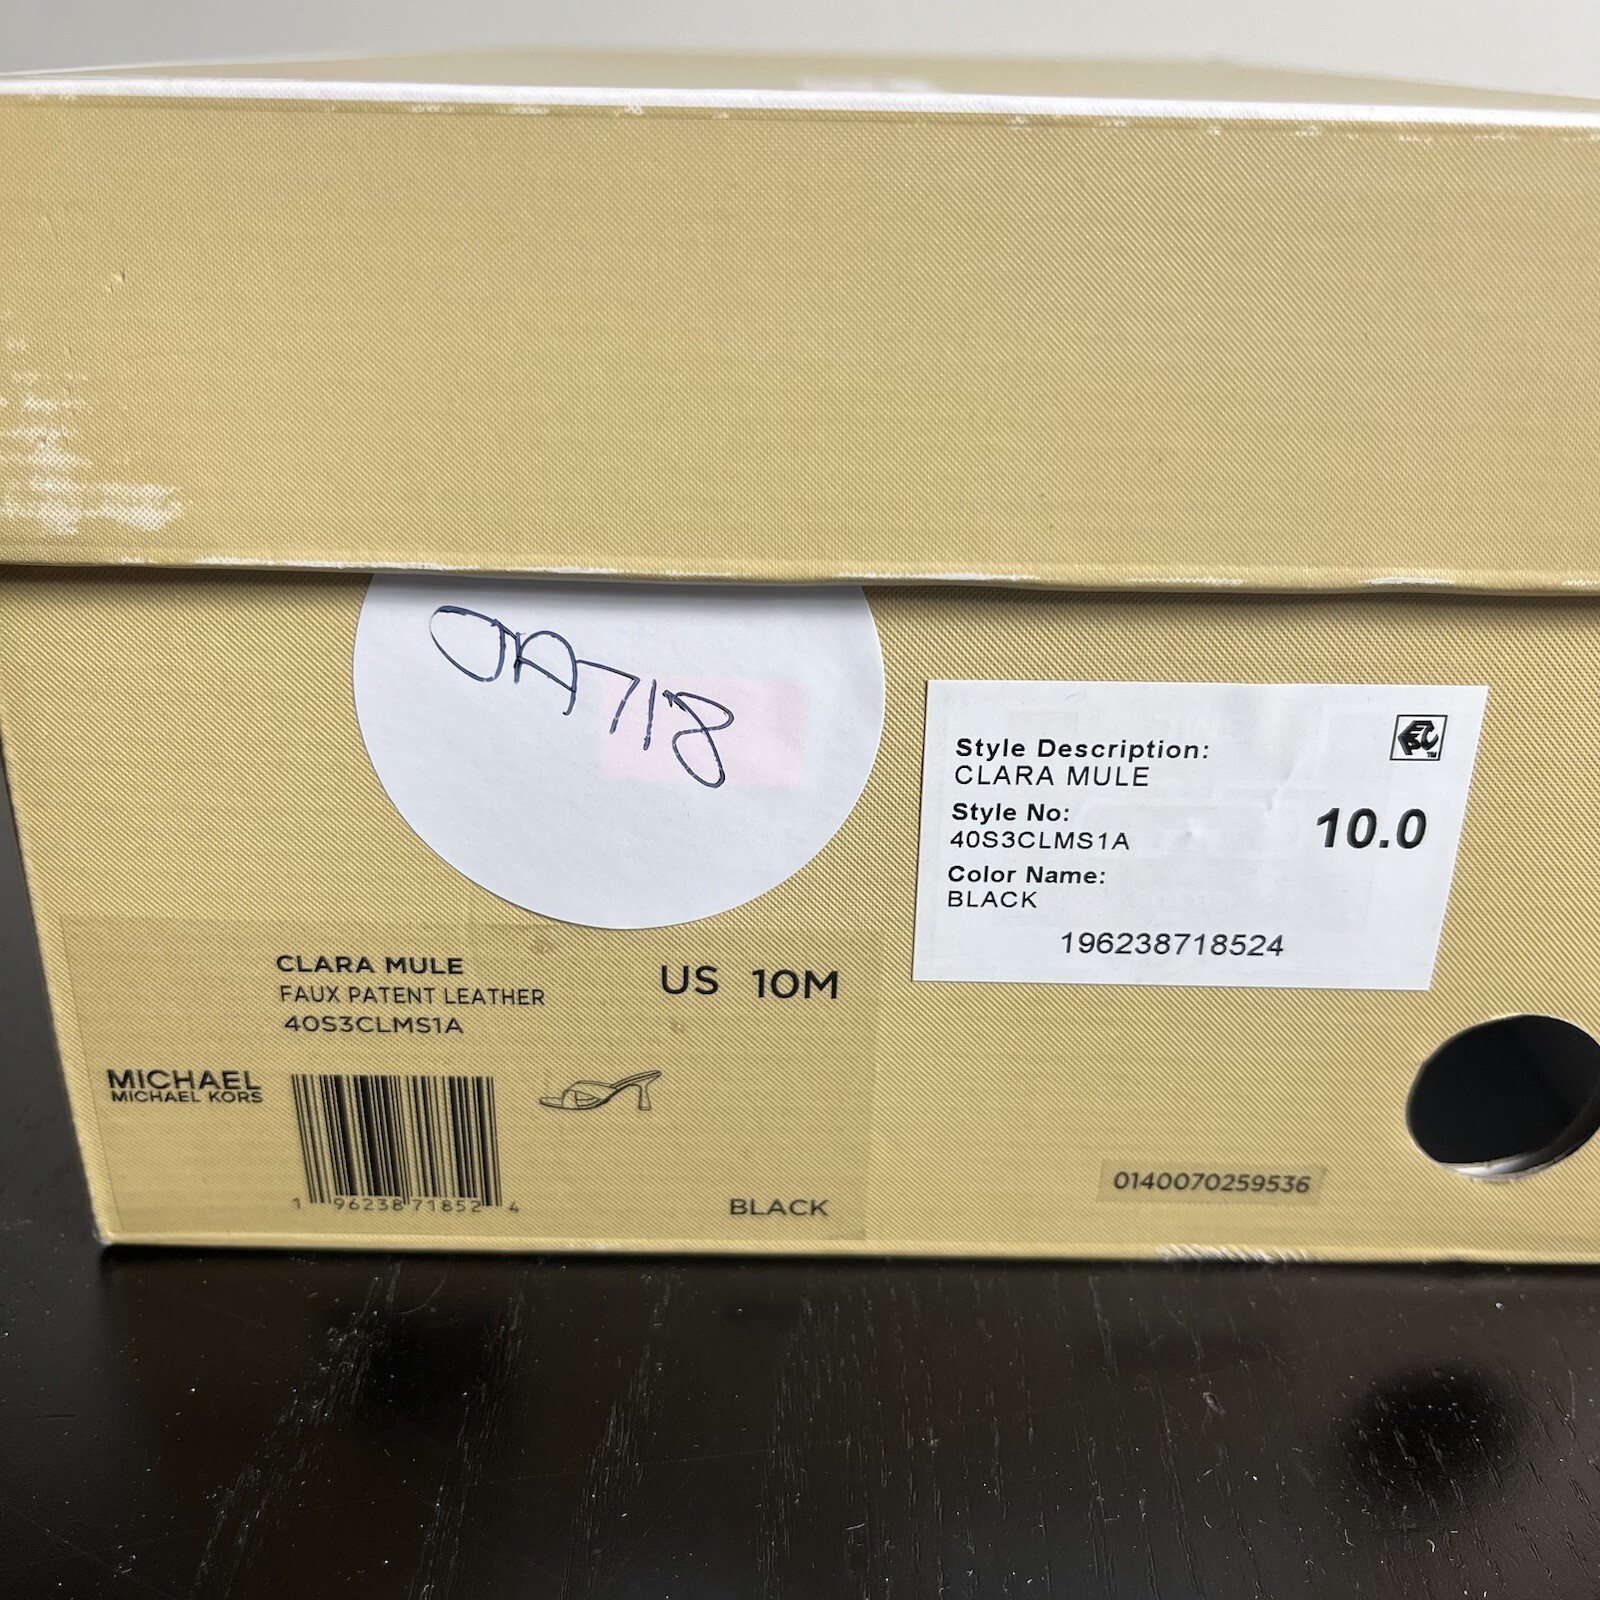 JA718
Style Description:
CLARA MULE
Style No:
40S3CLMS1A
10.0
Color Name:
BLACK
196238718524
CLARA MULE
FAUX PATENT LEATHER
40S3CLMS1A
US 10M
MICHAEL
MICHAEL KORS
1 96238 71852 4
BLACK
0140070259536